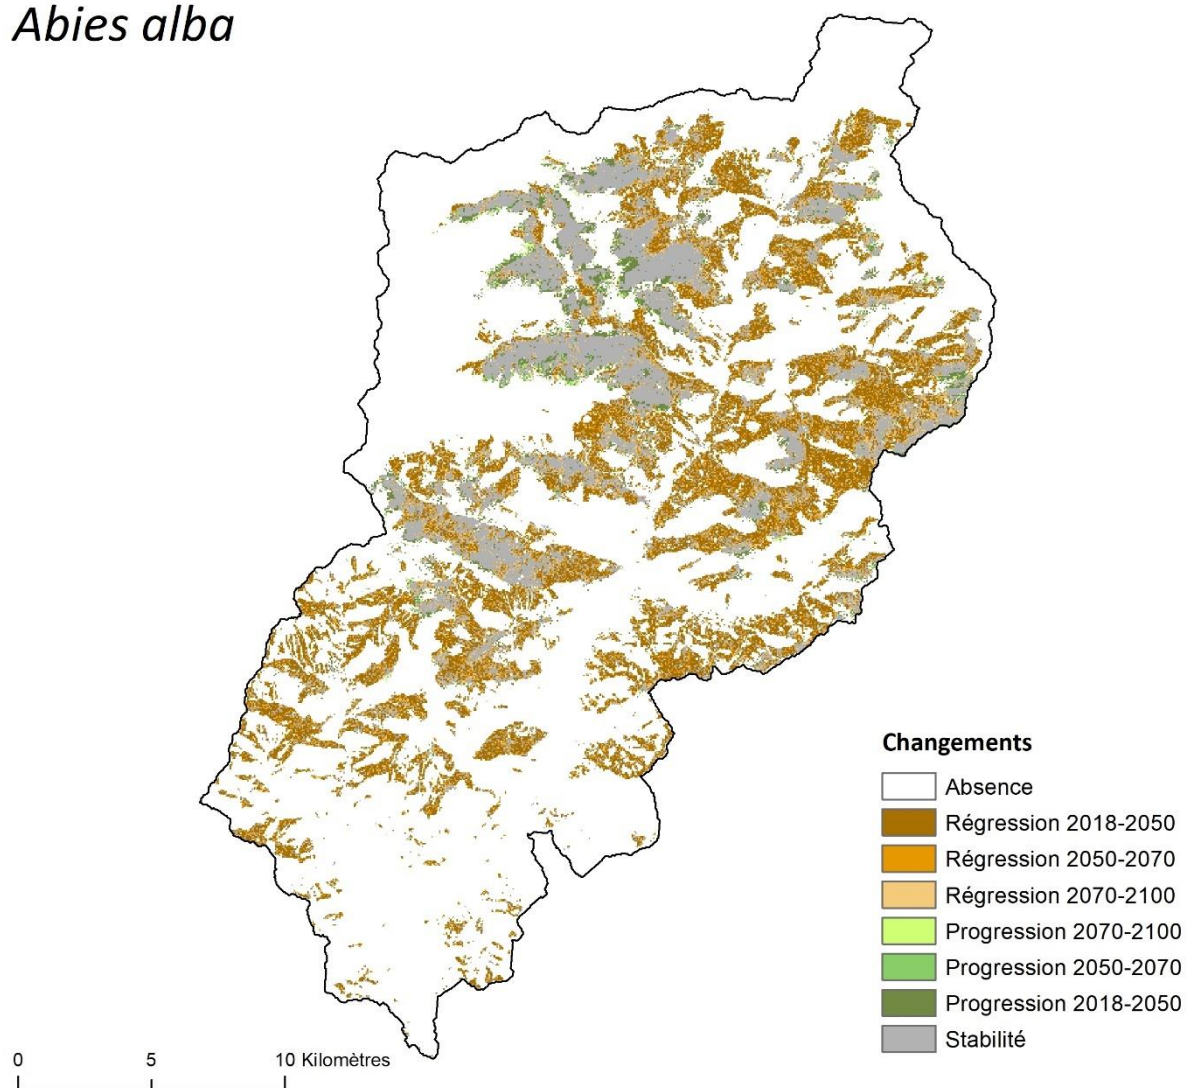 Abies alba
Changements
Absence
Régression 2018-2050
Régression 2050-2070
Régression 2070-2100
Progression 2070-2100
Progression 2050-2070
Progression 2018-2050
Stabilité
0 5 10 Kilomètres